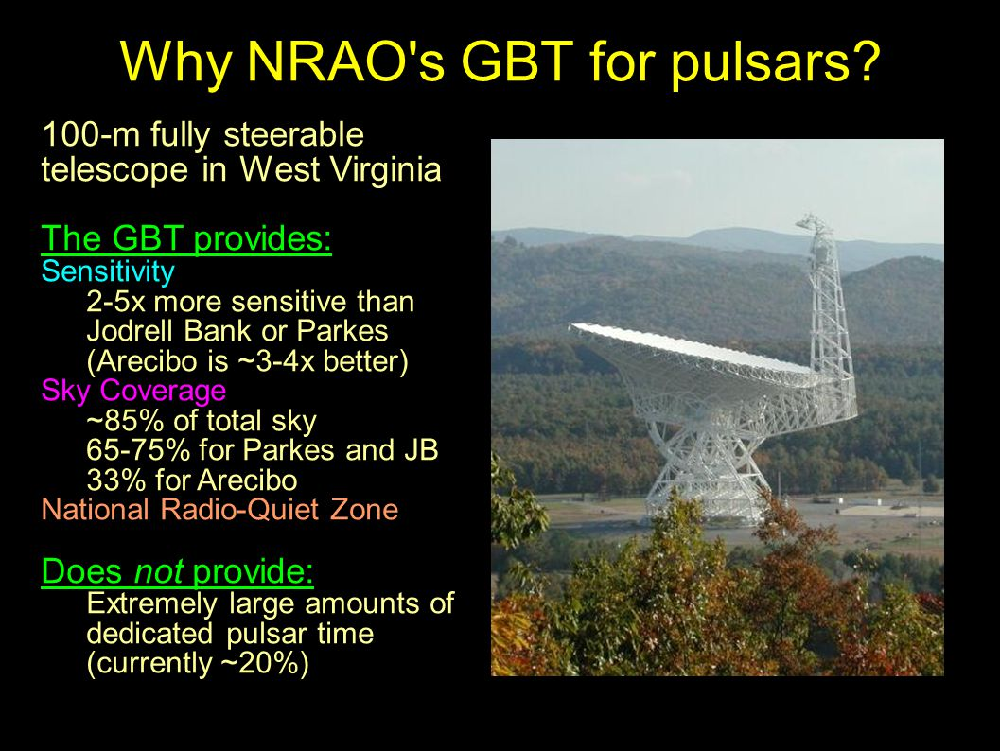 Why NRAO's GBT for pulsars?
100-m fully steerable
telescope in West Virginia
The GBT provides:
Sensitivity
2-5x more sensitive than
Jodrell Bank or Parkes
(Arecibo is ~3-4x better)
Sky Coverage
~85% of total sky
65-75% for Parkes and JB
33% for Arecibo
National Radio-Quiet Zone
Does not provide:
Extremely large amounts of
dedicated pulsar time
(currently ~20%)